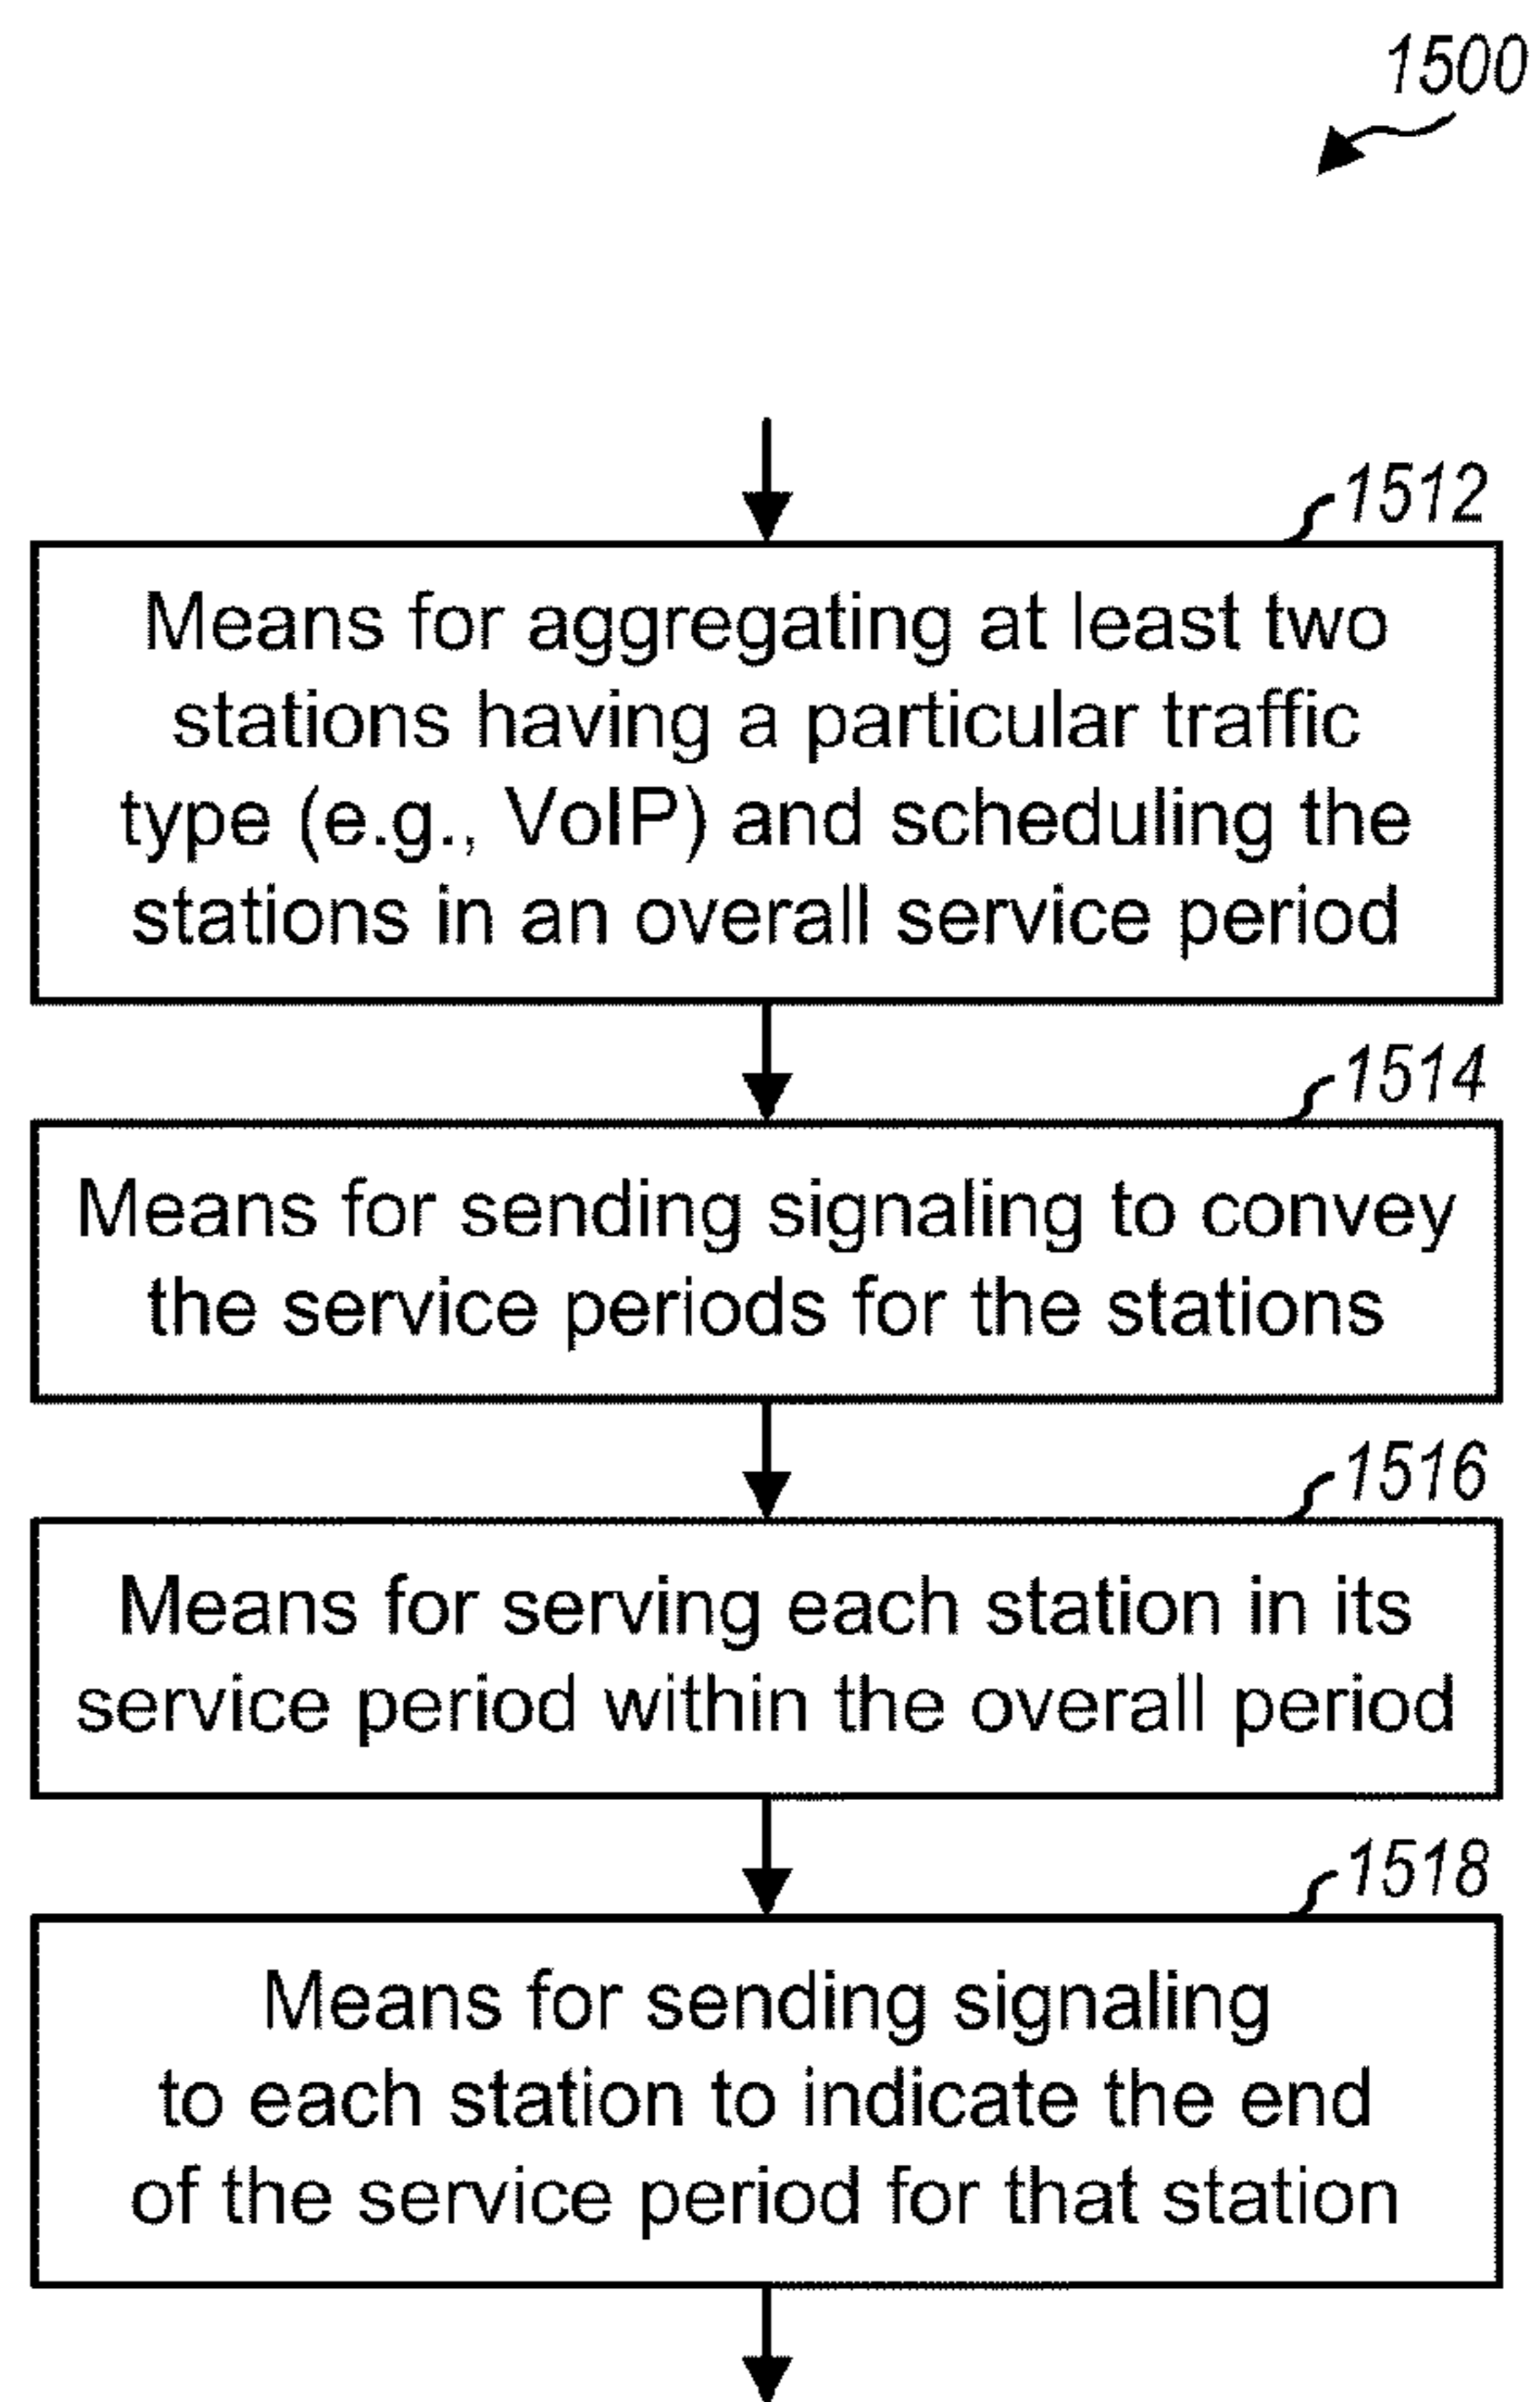 1500
1512
Means for aggregating at least two
stations having a particular traffic
type (e.g., VoIP) and scheduling the
stations in an overall service period
1514
Means for sending signaling to convey
the service periods for the stations
1516
Means for serving each station in its
service period within the overall period
1518
Means for sending signaling
to each station to indicate the end
of the service period for that station